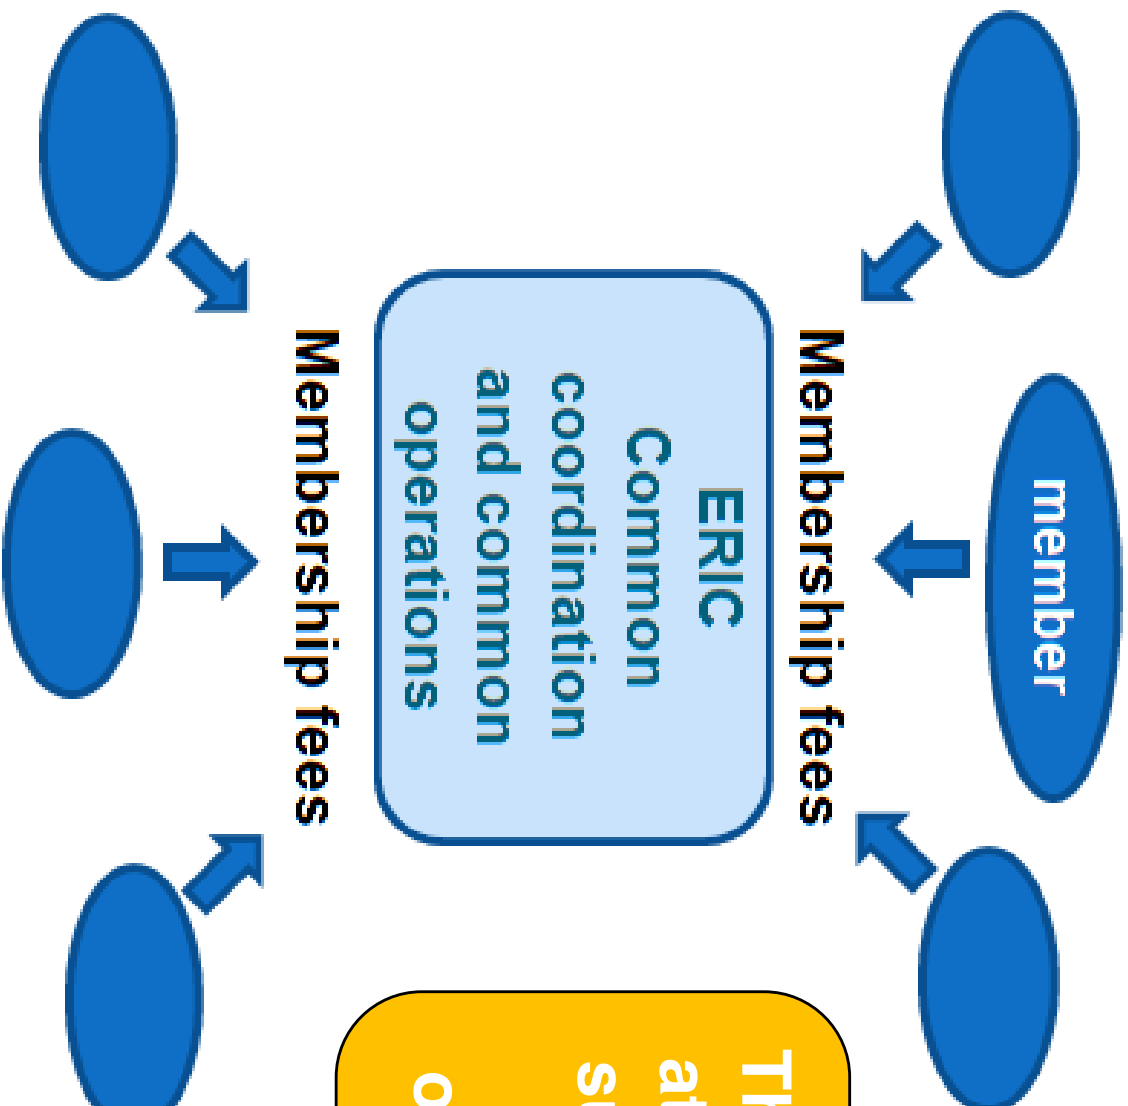 member
Membership fees
ERIC
Common
coordination
and common
operations
Membership fees